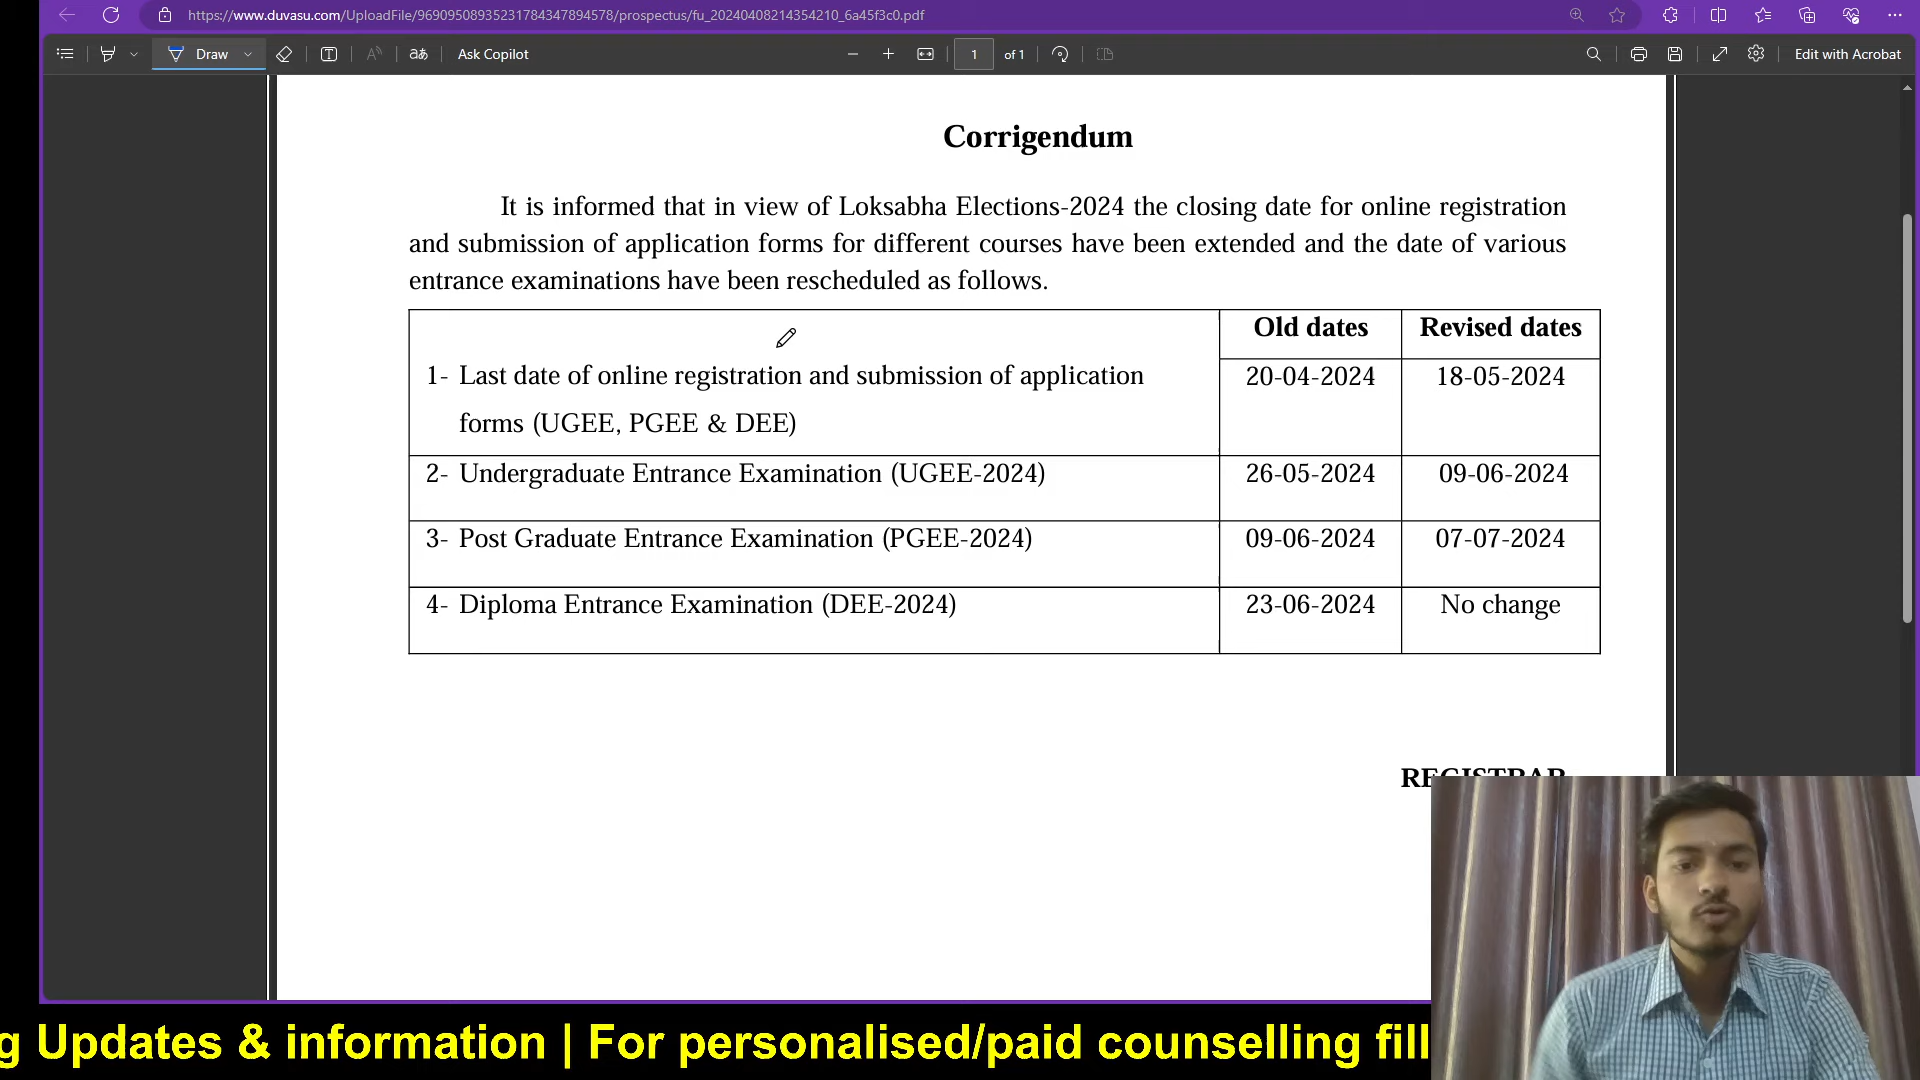 https://www.duvasu.com/UploadFile/96909508935231784347894578/prospectus/fu_20240408214354210_6a45f3c0.pdf
Draw
aあ
Ask Copilot
1 of 1
Edit with Acrobat
Corrigendum
It is informed that in view of Loksabha Elections-2024 the closing date for online registration
and submission of application forms for different courses have been extended and the date of various
entrance examinations have been rescheduled as follows.
Old dates Revised dates
1- Last date of online registration and submission of application 20-04-2024 18-05-2024
forms (UGEE, PGEE & DEE)
2- Undergraduate Entrance Examination (UGEE-2024) 26-05-2024 09-06-2024
3- Post Graduate Entrance Examination (PGEE-2024) 09-06-2024 07-07-2024
4- Diploma Entrance Examination (DEE-2024) 23-06-2024 No change
REGISTRAR
g Updates & information | For personalised/paid counselling fill